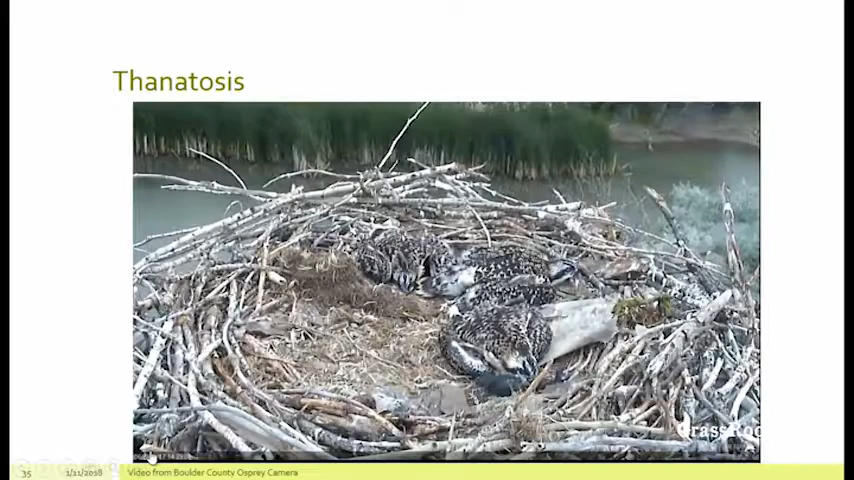 Thanatosis
GrassRoo
35
1/11/2018
Video from Boulder County Osprey Camera